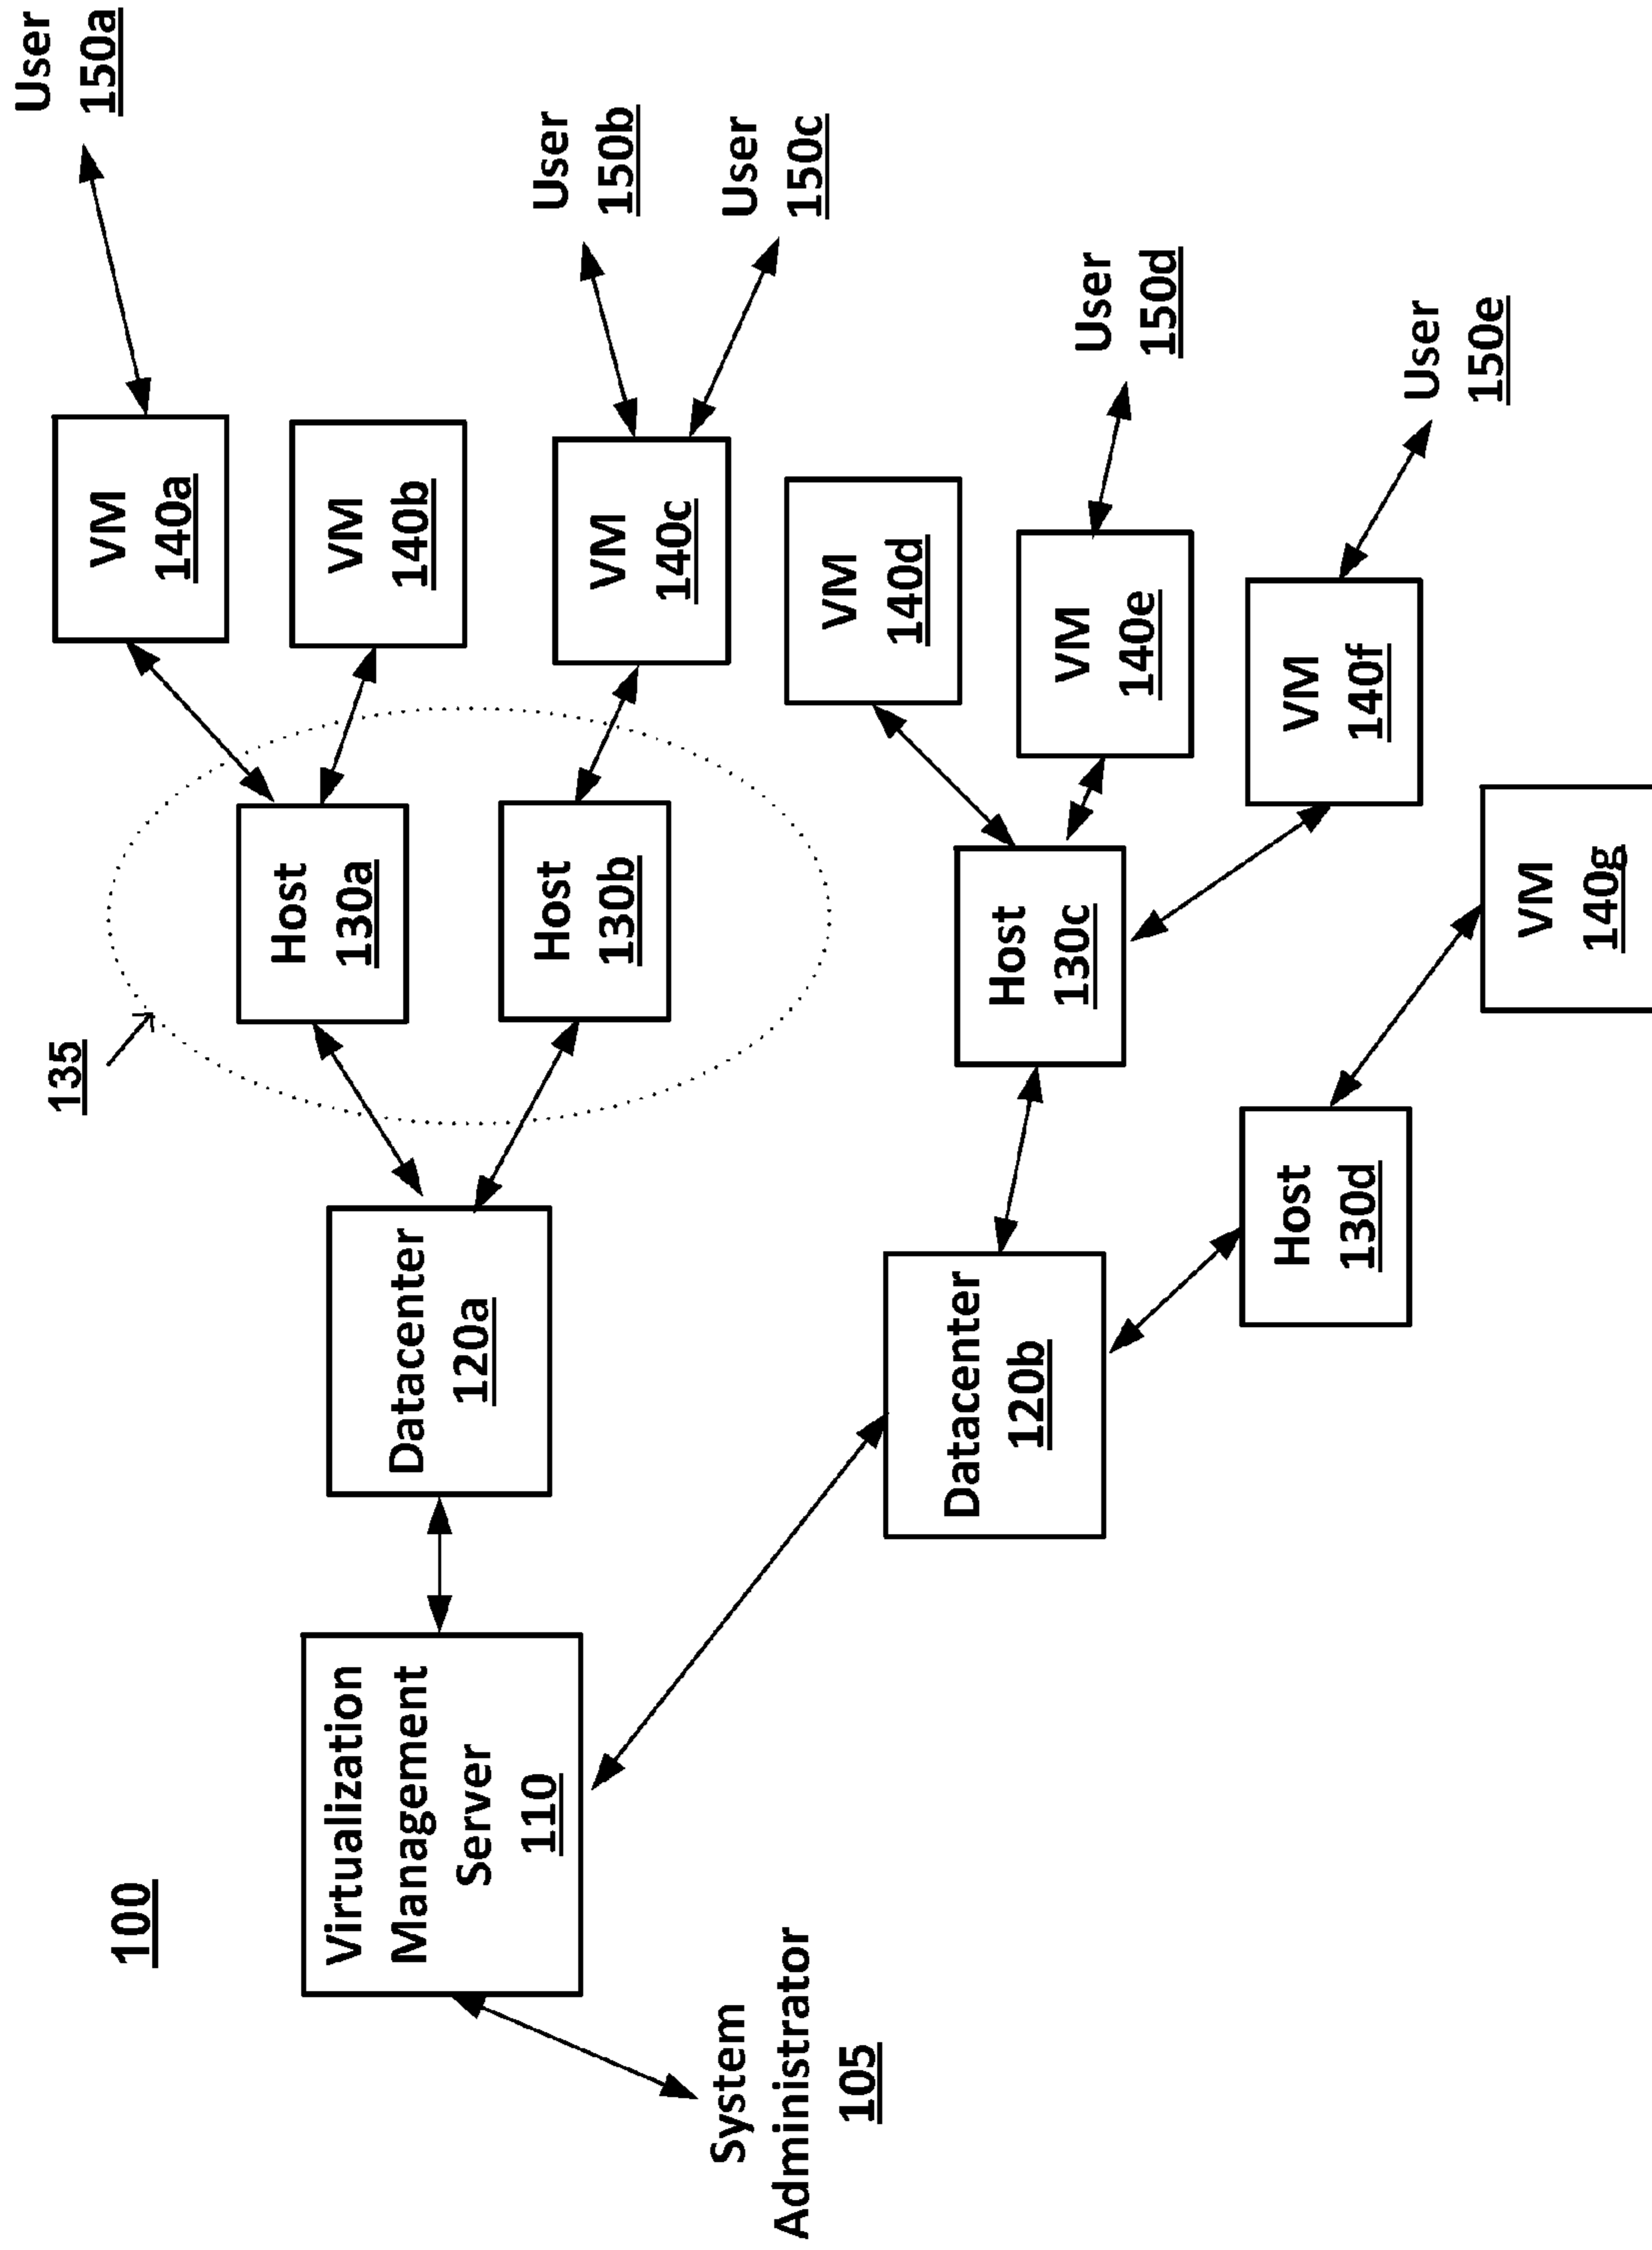 100
System
Administrator
105
Virtualization
Management
Server
110
Datacenter
120a
Datacenter
120b
135
Host
130a
Host
130b
Host
130c
Host
130d
VM
140a
VM
140b
VM
140c
VM
140d
VM
140e
VM
140f
VM
140g
User
150a
User
150b
User
150c
User
150d
User
150e